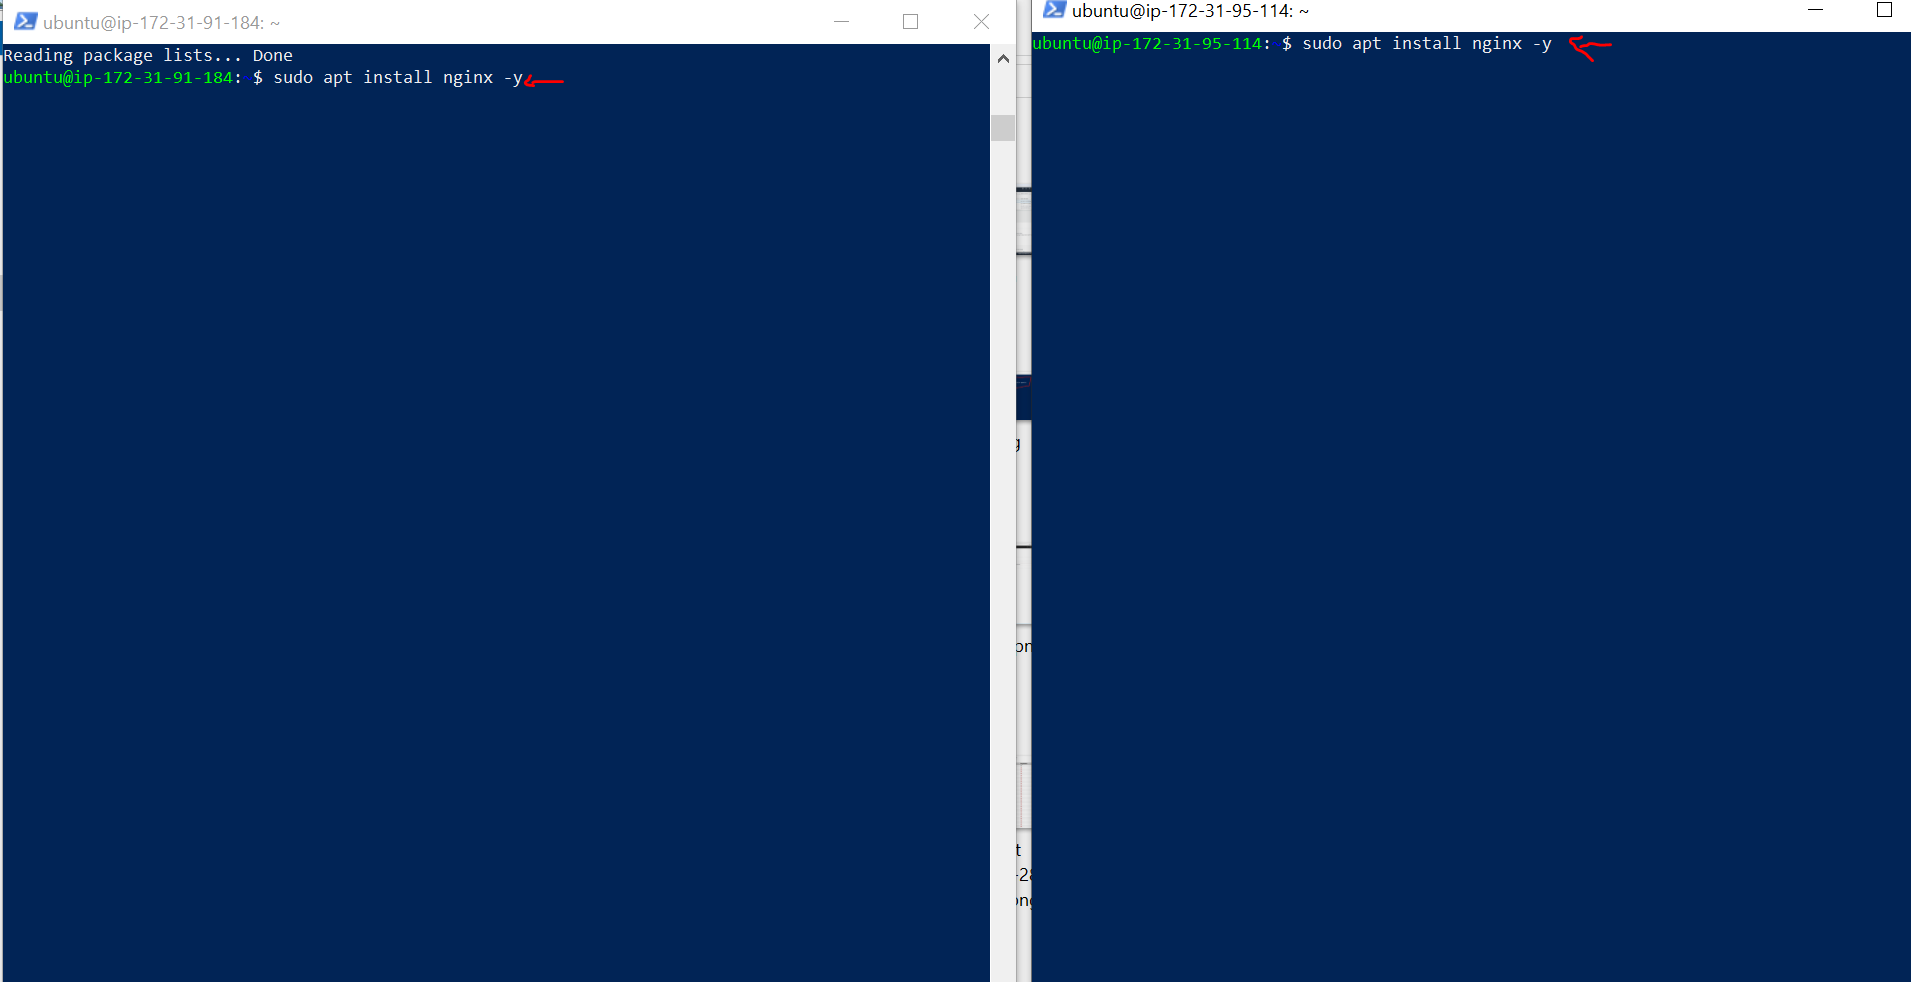 ubuntu@ip-172-31-91-184: ~
Reading package lists... Done
ubuntu@ip-172-31-91-184:~$ sudo apt install nginx -y
ubuntu@ip-172-31-95-114: ~
ubuntu@ip-172-31-95-114:~$ sudo apt install nginx -y